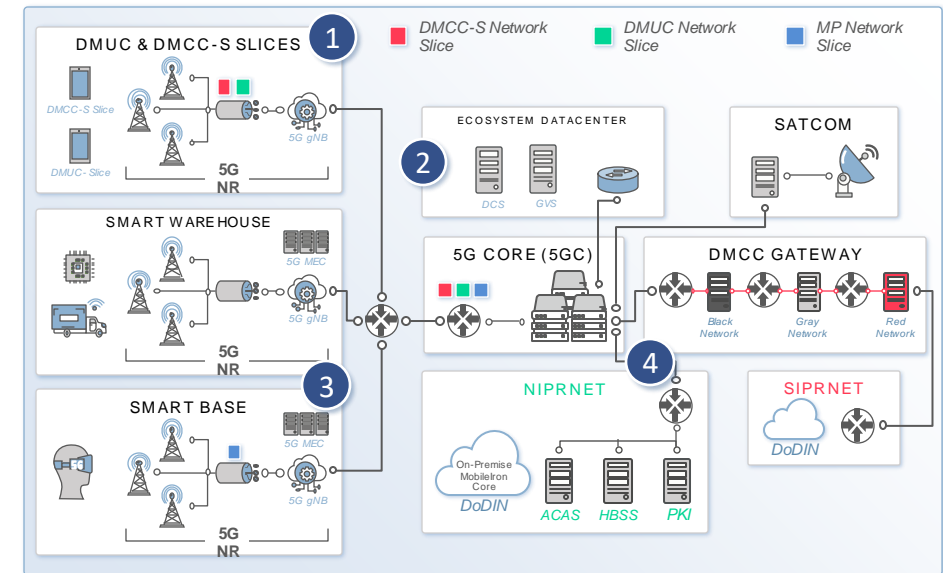 DMUC & DMCC-S SLICES
1
DMCC-S Slice
DMUC- Slice
5G gNB
5G
NR
DMCC-S Network
Slice
DMUC Network
Slice
MP Network
Slice
2
ECOSYSTEM DATACENTER
DCS
GVS
SATCOM
SMART WAREHOUSE
5G MEC
5G gNB
5G
NR
5G CORE (5GC)
DMCC GATEWAY
Black
Network
Gray
Network
Red
Network
3
SMART BASE
5G
5G MEC
5G gNB
5G
NR
4
NIPRNET
On-Premise
MobileIron
Core
DoDIN
ACAS
HBSS
PKI
SIPRNET
DoDIN